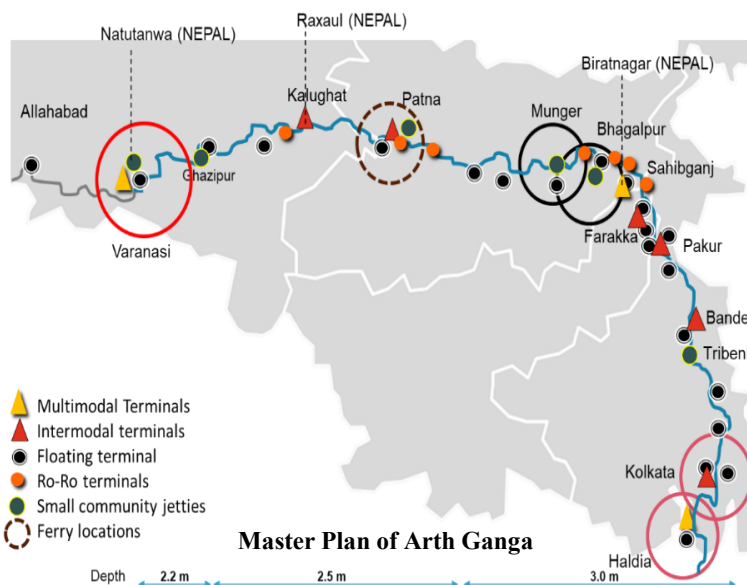 Natutanwa (NEPAL)
Raxaul (NEPAL)
Biratnagar (NEPAL)
Allahabad
Kalughat
Patna
Munger
Bhagalpur
Ghazipur
Sahibganj
Varanasi
Farakka
Pakur
Bande
Triben
Kolkata
Haldia
Multimodal Terminals
Intermodal terminals
Floating terminal
Ro-Ro terminals
Small community jetties
Ferry locations
Master Plan of Arth Ganga
Depth 2.2 m 2.5 m 3.0 m